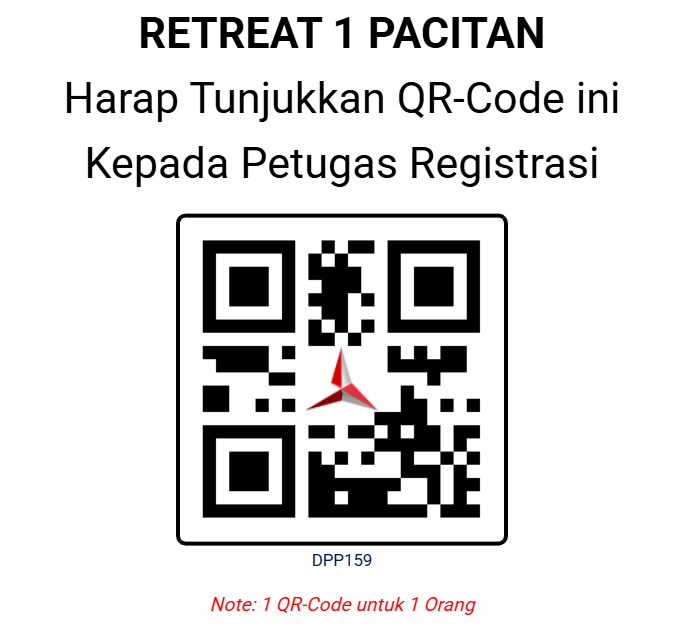 RETREAT 1 PACITAN
Harap Tunjukkan QR-Code ini
Kepada Petugas Registrasi
DPP159
Note: 1 QR-Code untuk 1 Orang